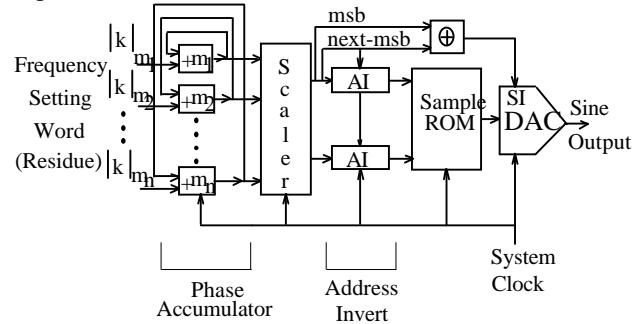 msb
next-msb
⊕
|k|m1
+m1
Frequency
Setting
Word
(Residue)
|k|m2
+m2
|k|mn
+mn
Scaler
AI
AI
Sample
ROM
SI
DAC
Sine
Output
System
Clock
Phase
Accumulator
Address
Invert